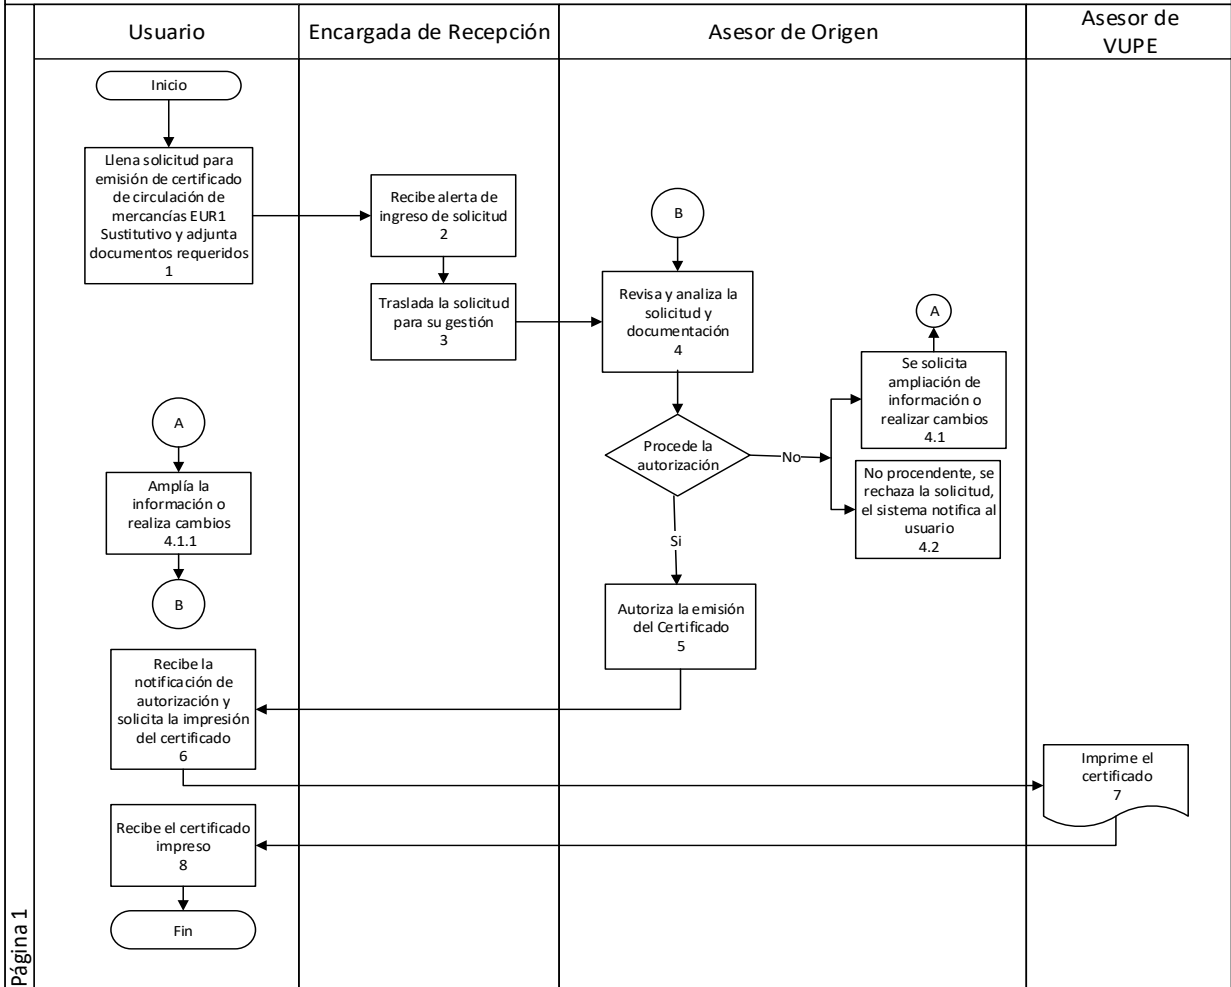 Usuario
Encargada de Recepción
Asesor de Origen
Asesor de
VUPE
Inicio
Llena solicitud para
emisión de certificado
de circulación de
mercancías EUR1
Sustitutivo y adjunta
documentos requeridos
1
Recibe alerta de
ingreso de solicitud
2
Traslada la solicitud
para su gestión
3
B
Revisa y analiza la
solicitud y
documentación
4
Procede la
autorización
No
A
Se solicita
ampliación de
información o
realizar cambios
4.1
No procendente, se
rechaza la solicitud,
el sistema notifica al
usuario
4.2
A
Amplía la
información o
realiza cambios
4.1.1
B
Si
Autoriza la emisión
del Certificado
5
Recibe la
notificación de
autorización y
solicita la impresión
del certificado
6
Imprime el
certificado
7
Recibe el certificado
impreso
8
Fin
Página 1